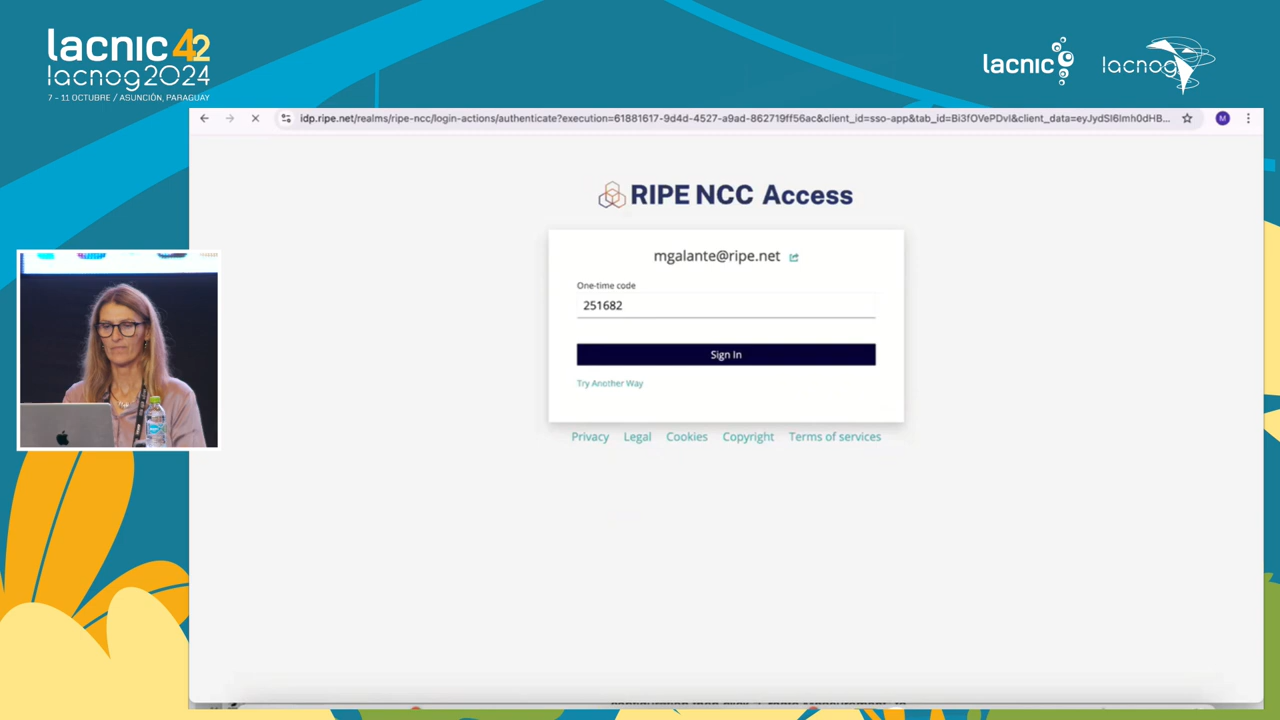 lacnic 42
lacnog2024
7 - 11 OCTUBRE / ASUNCIÓN, PARAGUAY
lacnic
lacnog
idp.ripe.net/realms/ripe-ncc/login-actions/authenticate?execution=61881617-9d4d-4527-a9ad-862719ff56ac&client_id=sso-app&tab_id=Bi3fOVePDvI&client_data=eyJydSI6Imh0dHB...
M
RIPE NCC Access
mgalante@ripe.net
One-time code
251682
Sign In
Try Another Way
Privacy Legal Cookies Copyright Terms of services